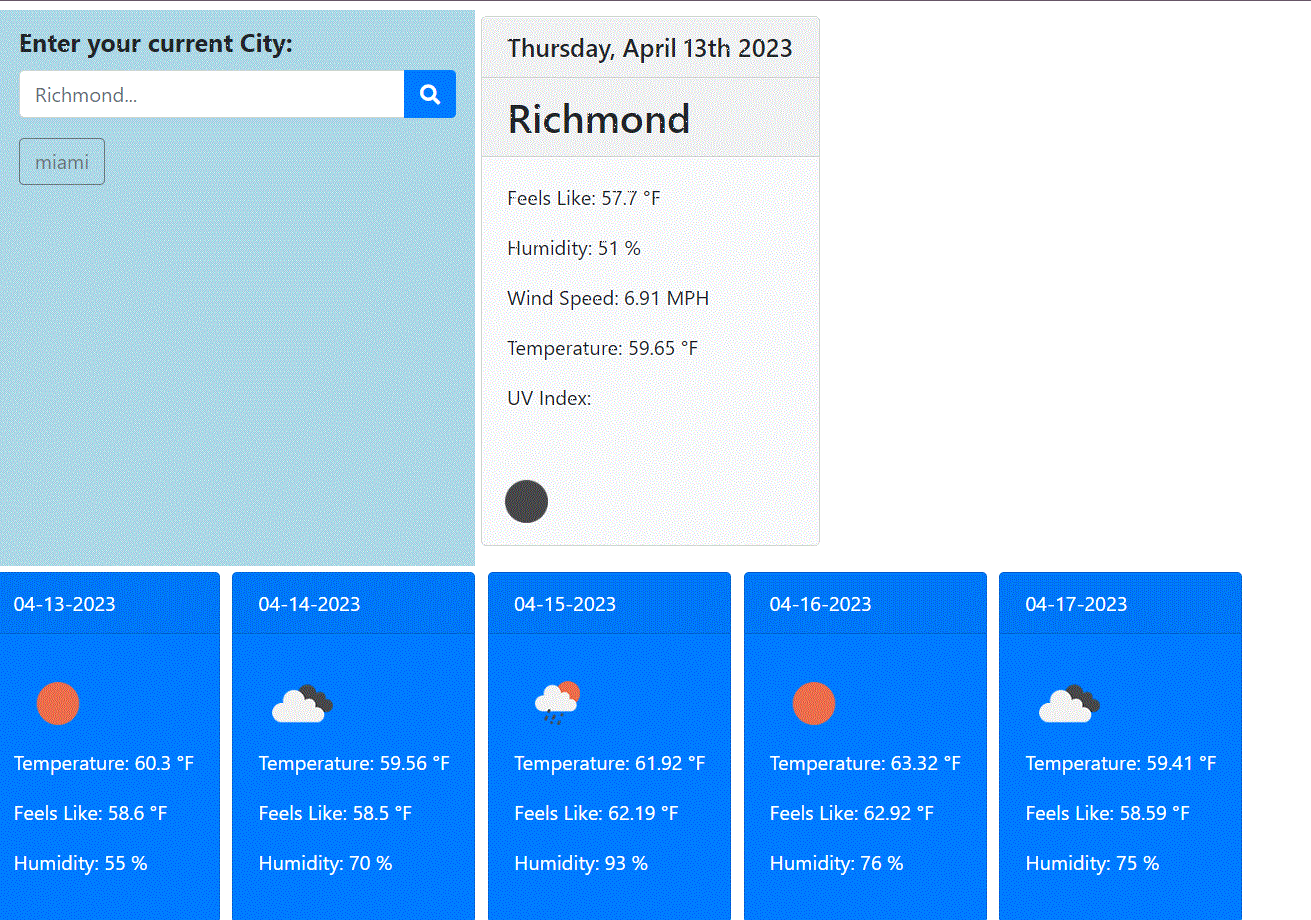 Enter your current City:
Richmond...
miami
Thursday, April 13th 2023
Richmond
Feels Like: 57.7 °F
Humidity: 51 %
Wind Speed: 6.91 MPH
Temperature: 59.65 °F
UV Index:
04-13-2023
Temperature: 60.3 °F
Feels Like: 58.6 °F
Humidity: 55 %
04-14-2023
Temperature: 59.56 °F
Feels Like: 58.5 °F
Humidity: 70 %
04-15-2023
Temperature: 61.92 °F
Feels Like: 62.19 °F
Humidity: 93 %
04-16-2023
Temperature: 63.32 °F
Feels Like: 62.92 °F
Humidity: 76 %
04-17-2023
Temperature: 59.41 °F
Feels Like: 58.59 °F
Humidity: 75 %